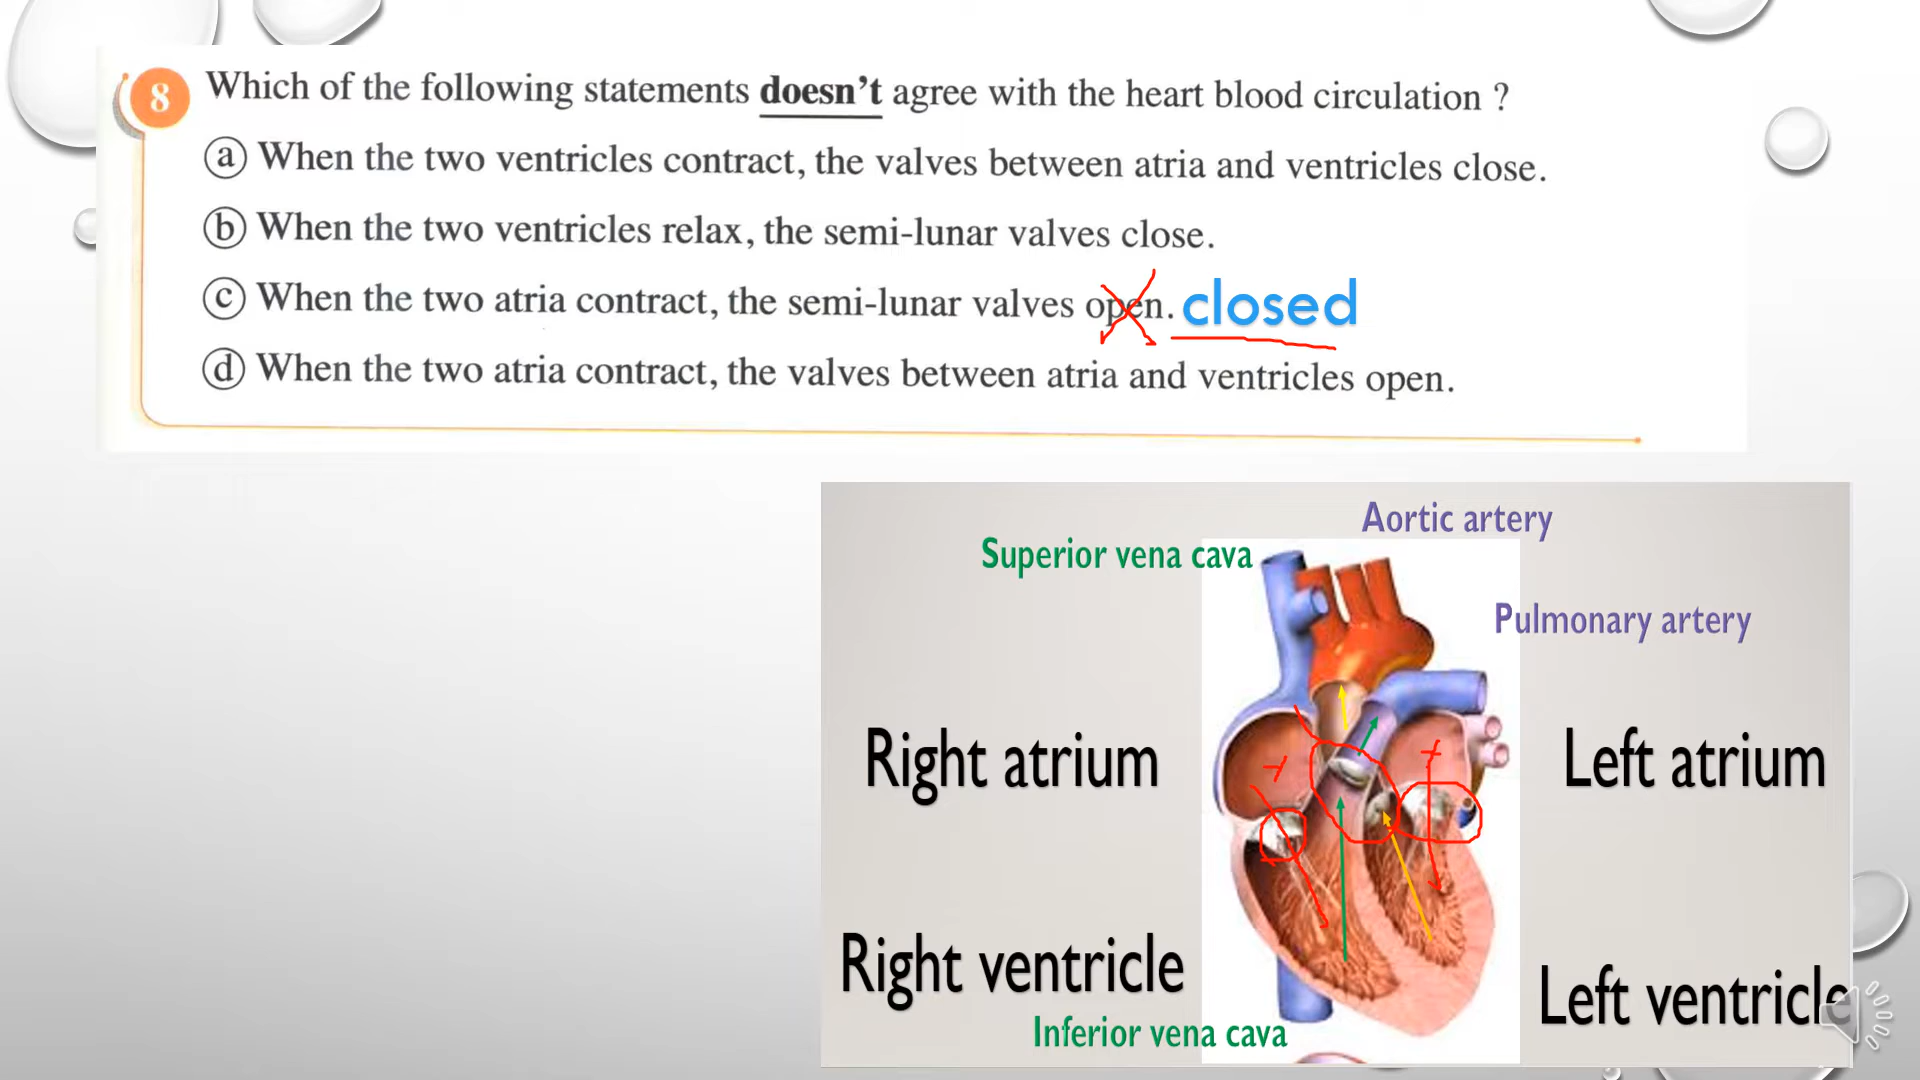 8 Which of the following statements doesn't agree with the heart blood circulation ?
a When the two ventricles contract, the valves between atria and ventricles close.
b When the two ventricles relax, the semi-lunar valves close.
c When the two atria contract, the semi-lunar valves open. closed
d When the two atria contract, the valves between atria and ventricles open.
Aortic artery
Superior vena cava
Pulmonary artery
Right atrium
Left atrium
Right ventricle
Left ventricle
Inferior vena cava